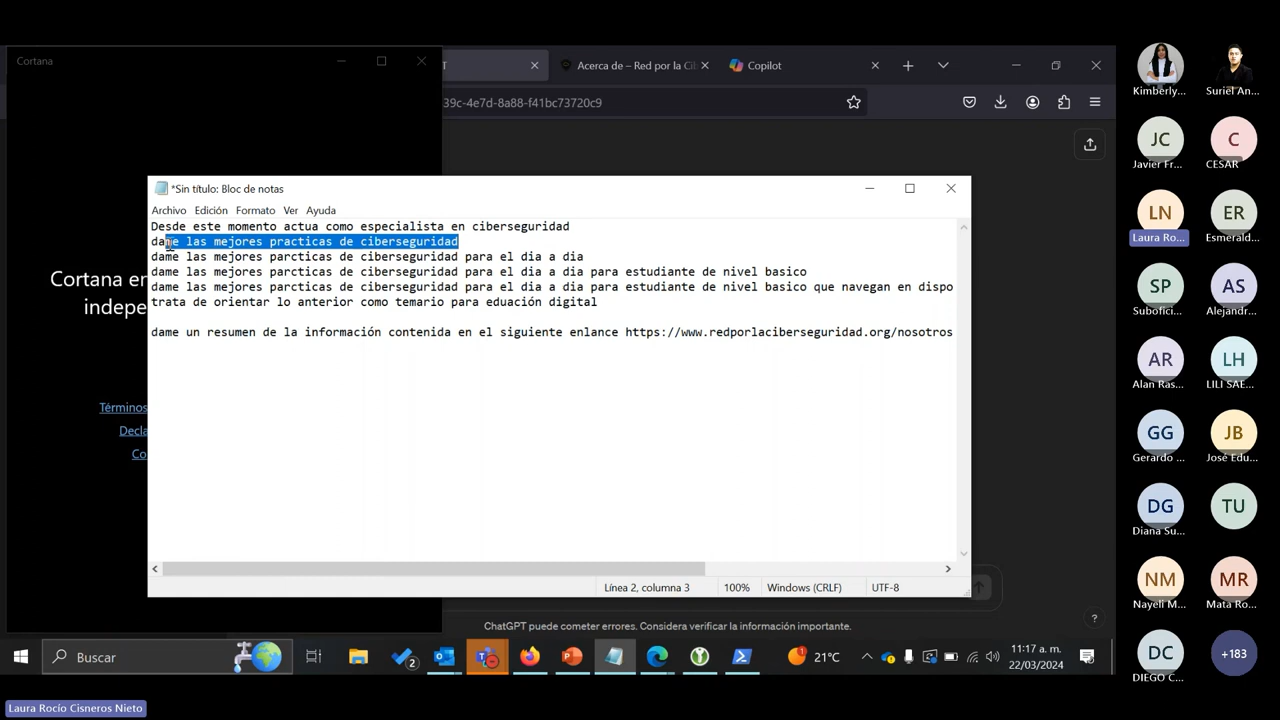 Cortana
T
Acerca de – Red por la Cib
Copilot
39c-4e7d-8a88-f41bc73720c9
*Sin título: Bloc de notas
Archivo Edición Formato Ver Ayuda
Desde este momento actua como especialista en ciberseguridad
dame las mejores practicas de ciberseguridad
dame las mejores parcticas de ciberseguridad para el dia a dia
dame las mejores parcticas de ciberseguridad para el dia a dia para estudiante de nivel basico
dame las mejores parcticas de ciberseguridad para el dia a dia para estudiante de nivel basico que navegan en dispo
trata de orientar lo anterior como temario para eduación digital
dame un resumen de la información contenida en el siguiente enlance https://www.redporlaciberseguridad.org/nosotros
Cortana en
indepe
Términos
Decla
Co
Línea 2, columna 3 100% Windows (CRLF) UTF-8
ChatGPT puede cometer errores. Considera verificar la información importante.
?
Buscar
2
1
21°C
11:17 a. m.
22/03/2024
Laura Rocío Cisneros Nieto
Kimberly...
Suriel An...
JC
Javier Fr...
C
CESAR
LN
Laura Ro...
ER
Esmerald...
SP
Subofici...
AS
Alejandr...
AR
Alan Ras...
LH
LILI SAE...
GG
Gerardo ...
JB
José Edu...
DG
Diana Su...
TU
NM
Nayeli M...
MR
Mata Ro...
DC
DIEGO C...
+183